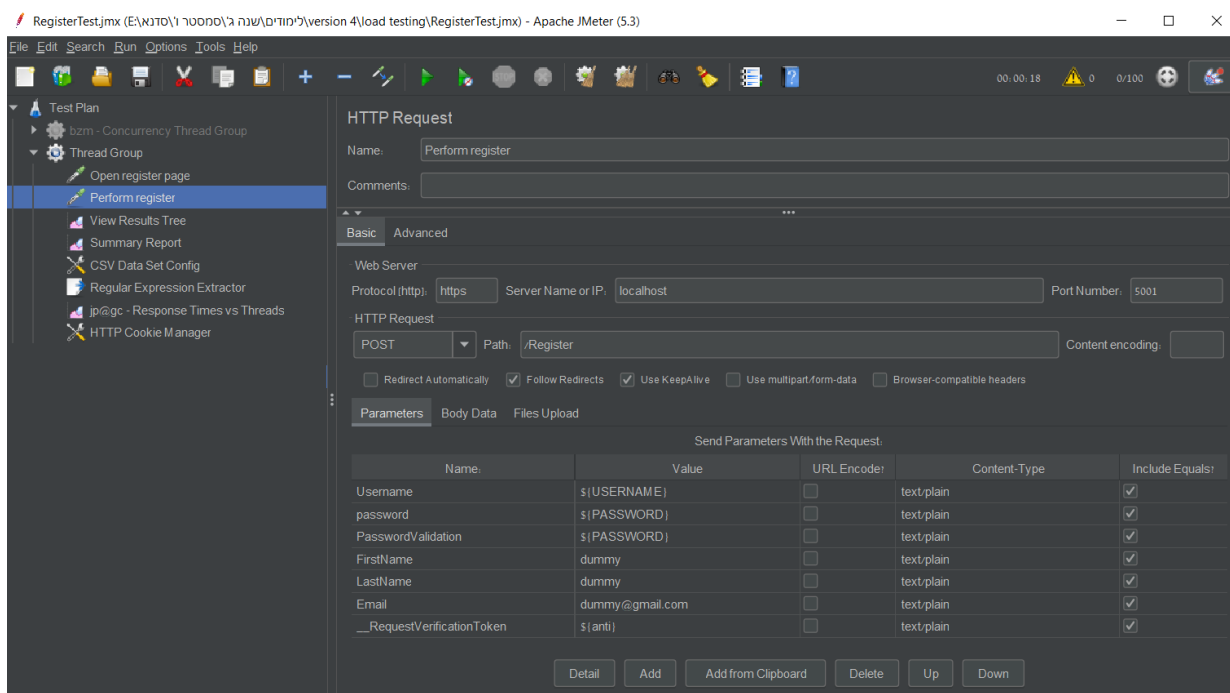 RegisterTest.jmx (E:\לימודים\שנה ג'\סמסטר ו'\סדנא\version 4\load testing\RegisterTest.jmx) - Apache JMeter (5.3)
File Edit Search Run Options Tools Help
00:00:18 0 0/100
Test Plan
bzm - Concurrency Thread Group
Thread Group
Open register page
Perform register
View Results Tree
Summary Report
CSV Data Set Config
Regular Expression Extractor
jp@gc - Response Times vs Threads
HTTP Cookie Manager
HTTP Request
Name: Perform register
Comments:
Basic Advanced
Web Server
Protocol [http]: https Server Name or IP: localhost Port Number: 5001
HTTP Request
POST Path: /Register Content encoding:
Redirect Automatically Follow Redirects Use KeepAlive Use multipart/form-data Browser-compatible headers
Parameters Body Data Files Upload
Send Parameters With the Request:
Name: Value URL Encode? Content-Type Include Equals?
Username ${USERNAME} text/plain
password ${PASSWORD} text/plain
PasswordValidation ${PASSWORD} text/plain
FirstName dummy text/plain
LastName dummy text/plain
Email dummy@gmail.com text/plain
__RequestVerificationToken ${anti} text/plain
Detail Add Add from Clipboard Delete Up Down